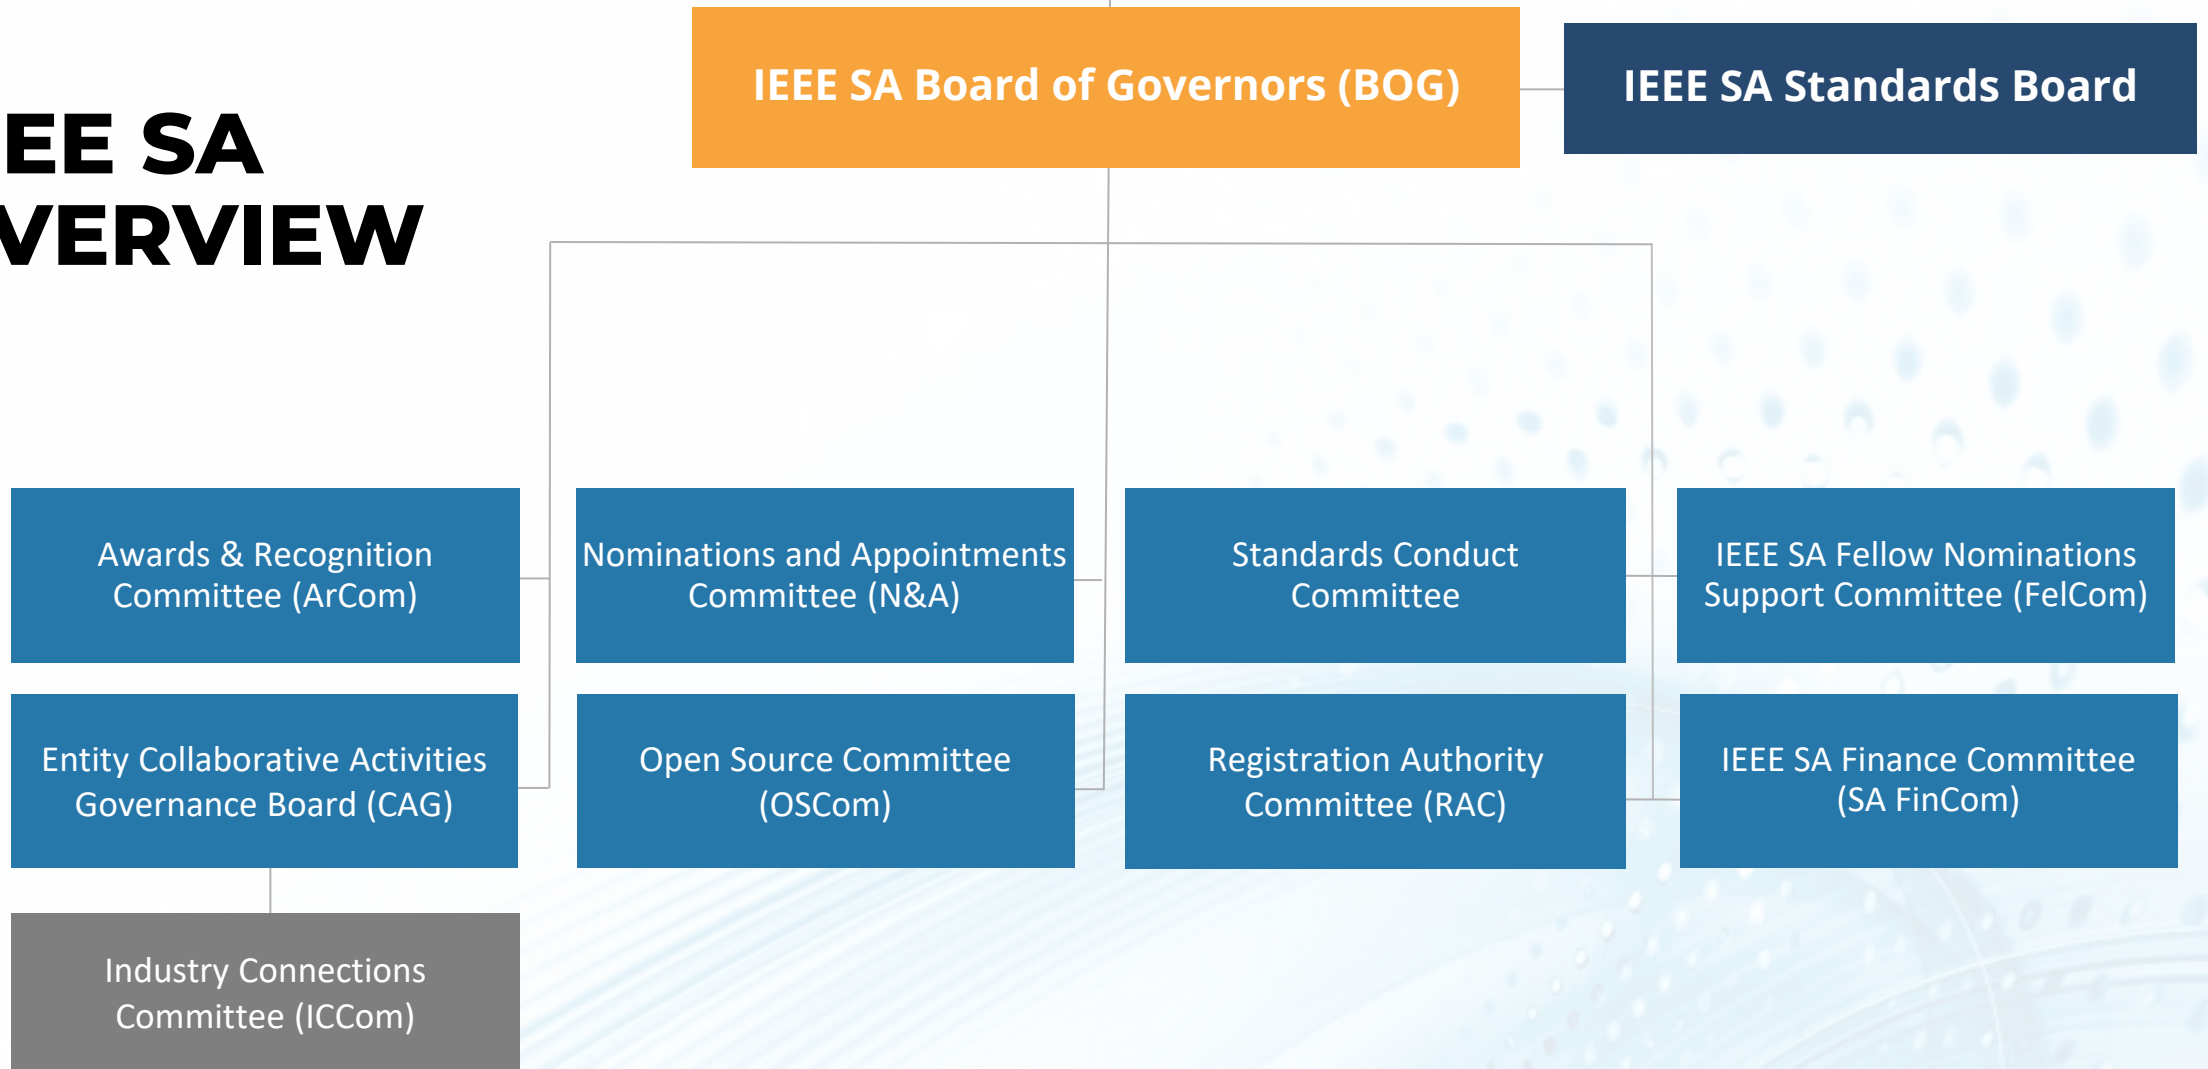 EE SA
VERVIEW
IEEE SA Board of Governors (BOG)
IEEE SA Standards Board
Awards & Recognition
Committee (ArCom)
Nominations and Appointments
Committee (N&A)
Standards Conduct
Committee
IEEE SA Fellow Nominations
Support Committee (FelCom)
Entity Collaborative Activities
Governance Board (CAG)
Open Source Committee
(OSCom)
Registration Authority
Committee (RAC)
IEEE SA Finance Committee
(SA FinCom)
Industry Connections
Committee (ICCom)